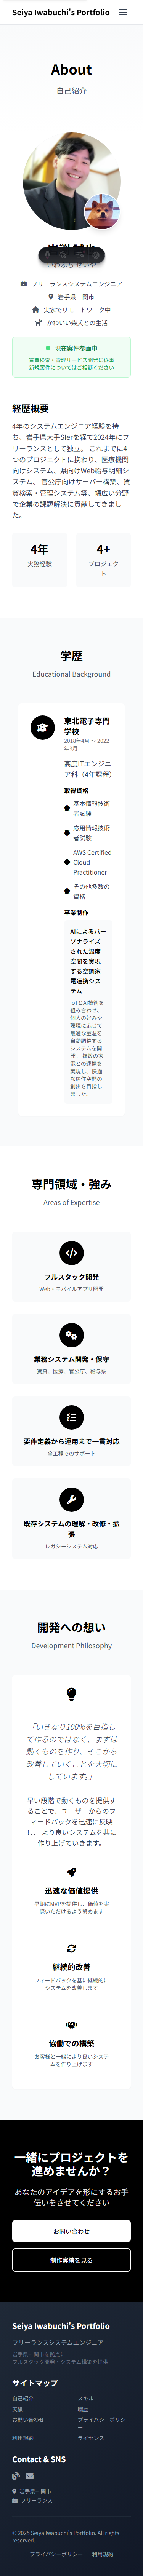 Seiya Iwabuchi's Portfolio
About
自己紹介
いわぶち せいや
フリーランスシステムエンジニア
岩手県一関市
実家でリモートワーク中
かわいい柴犬との生活
現在案件参画中
賃貸検索・管理サービス開発に従事
新規案件についてはご相談ください
経歴概要
4年のシステムエンジニア経験を持
ち、岩手県大手SIerを経て2024年にフ
リーランスとして独立。 これまでに4
つのプロジェクトに携わり、医療機関
向けシステム、県向けWeb給与明細シ
ステム、 官公庁向けサーバー構築、賃
貸検索・管理システム等、幅広い分野
で企業の課題解決に貢献してきまし
た。
4年
実務経験
4+
プロジェク
ト
学歴
Educational Background
東北電子専門
学校
2018年4月 〜 2022
年3月
高度ITエンジニ
ア科（4年課程）
取得資格
基本情報技術
者試験
応用情報技術
者試験
AWS Certified
Cloud
Practitioner
その他多数の
資格
卒業制作
AIによるパー
ソナライズ
された温度
空間を実現
する空調家
電連携シス
テム
IoTとAI技術を
組み合わせ、
個人の好みや
環境に応じて
最適な室温を
自動調整する
システムを開
発。 複数の家
電との連携を
実現し、快適
な居住空間の
創出を目指し
ました。
専門領域・強み
Areas of Expertise
フルスタック開発
Web・モバイルアプリ開発
業務システム開発・保守
賃貸、医療、官公庁、給与系
要件定義から運用まで一貫対応
全工程でのサポート
既存システムの理解・改修・拡
張
レガシーシステム対応
開発への想い
Development Philosophy
「いきなり100%を目指し
て作るのではなく、まずは
動くものを作り、そこから
改善していくことを大切に
しています。」
早い段階で動くものを提供す
ることで、ユーザーからのフ
ィードバックを迅速に反映
し、より良いシステムを共に
作り上げていきます。
迅速な価値提供
早期にMVPを提供し、価値を実
感いただけるよう努めます
継続的改善
フィードバックを基に継続的に
システムを改善します
協働での構築
お客様と一緒により良いシステ
ムを作り上げます
一緒にプロジェクトを
進めませんか？
あなたのアイデアを形にするお手
伝いをさせてください
お問い合わせ
制作実績を見る
Seiya Iwabuchi's Portfolio
フリーランスシステムエンジニア
岩手県一関市を拠点に
フルスタック開発・システム構築を提供
サイトマップ
自己紹介
スキル
実績
職歴
お問い合わせ
プライバシーポリシ
ー
利用規約
ライセンス
Contact & SNS
岩手県一関市
フリーランス
© 2025 Seiya Iwabuchi's Portfolio. All rights
reserved.
プライバシーポリシー
利用規約